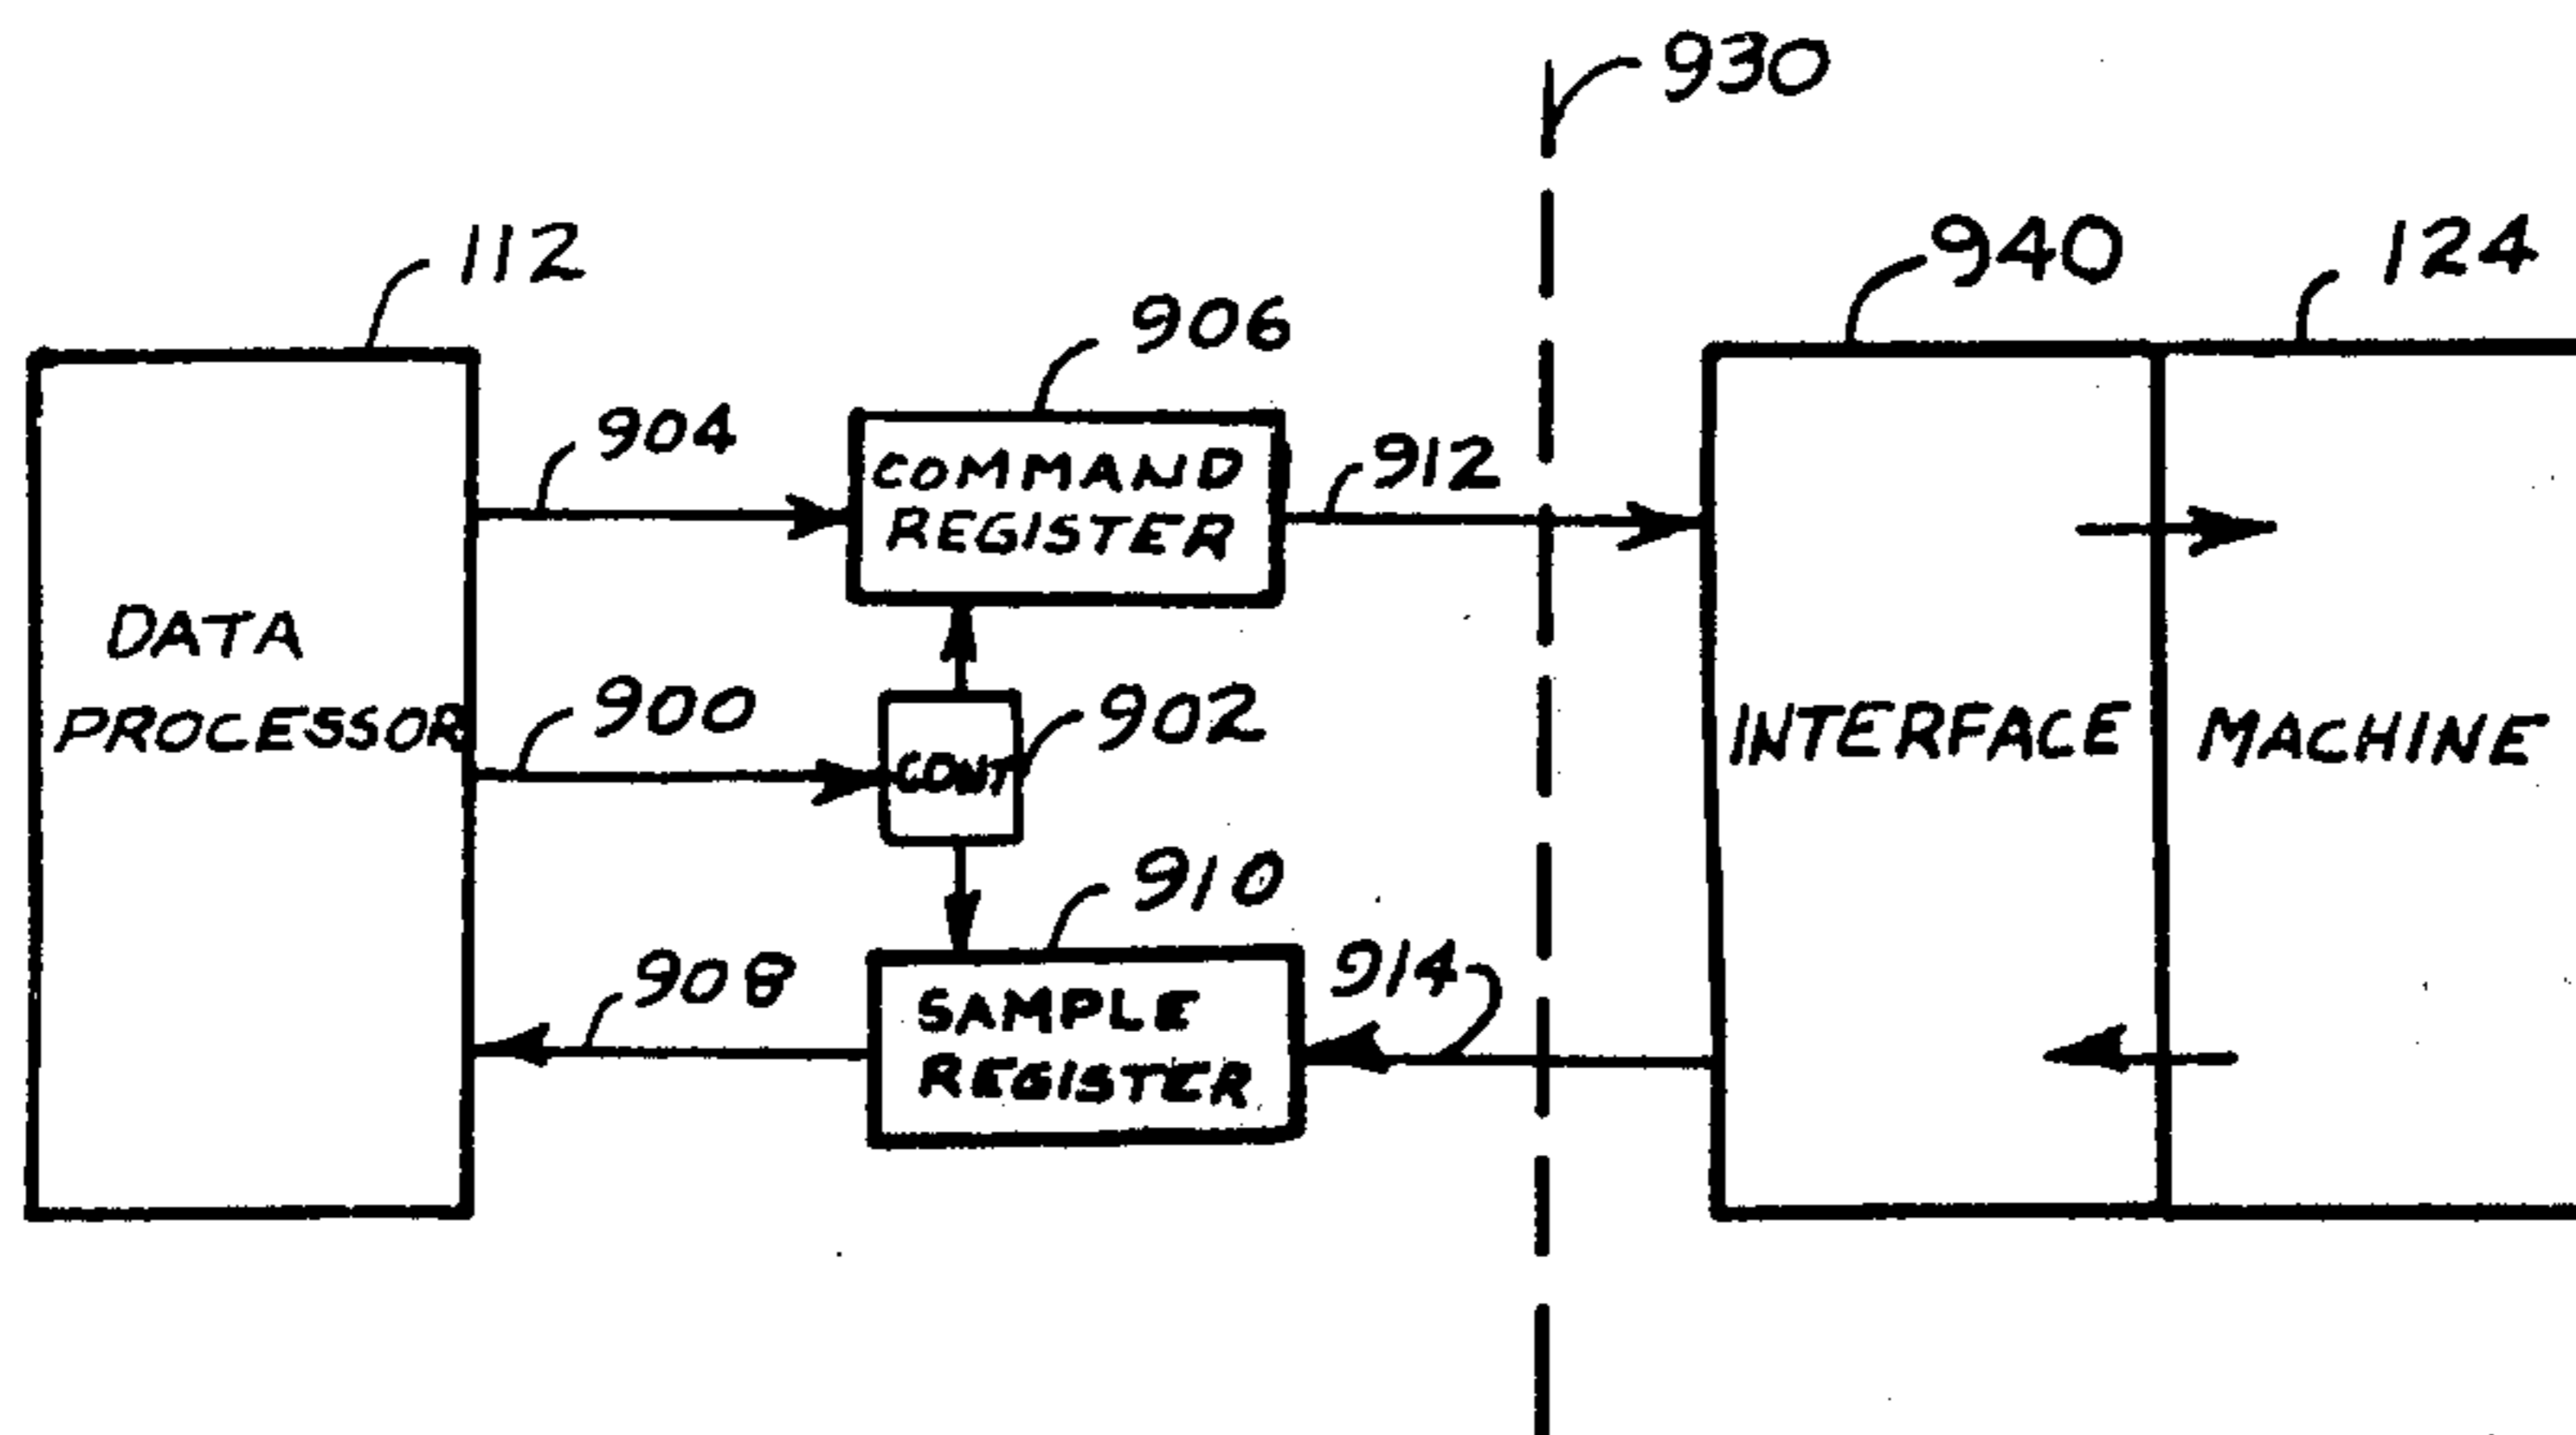 930
112
940
124
906
904
COMMAND
REGISTER
912
DATA
PROCESSOR
900
CONT
902
INTERFACE
MACHINE
910
908
SAMPLE
REGISTER
914